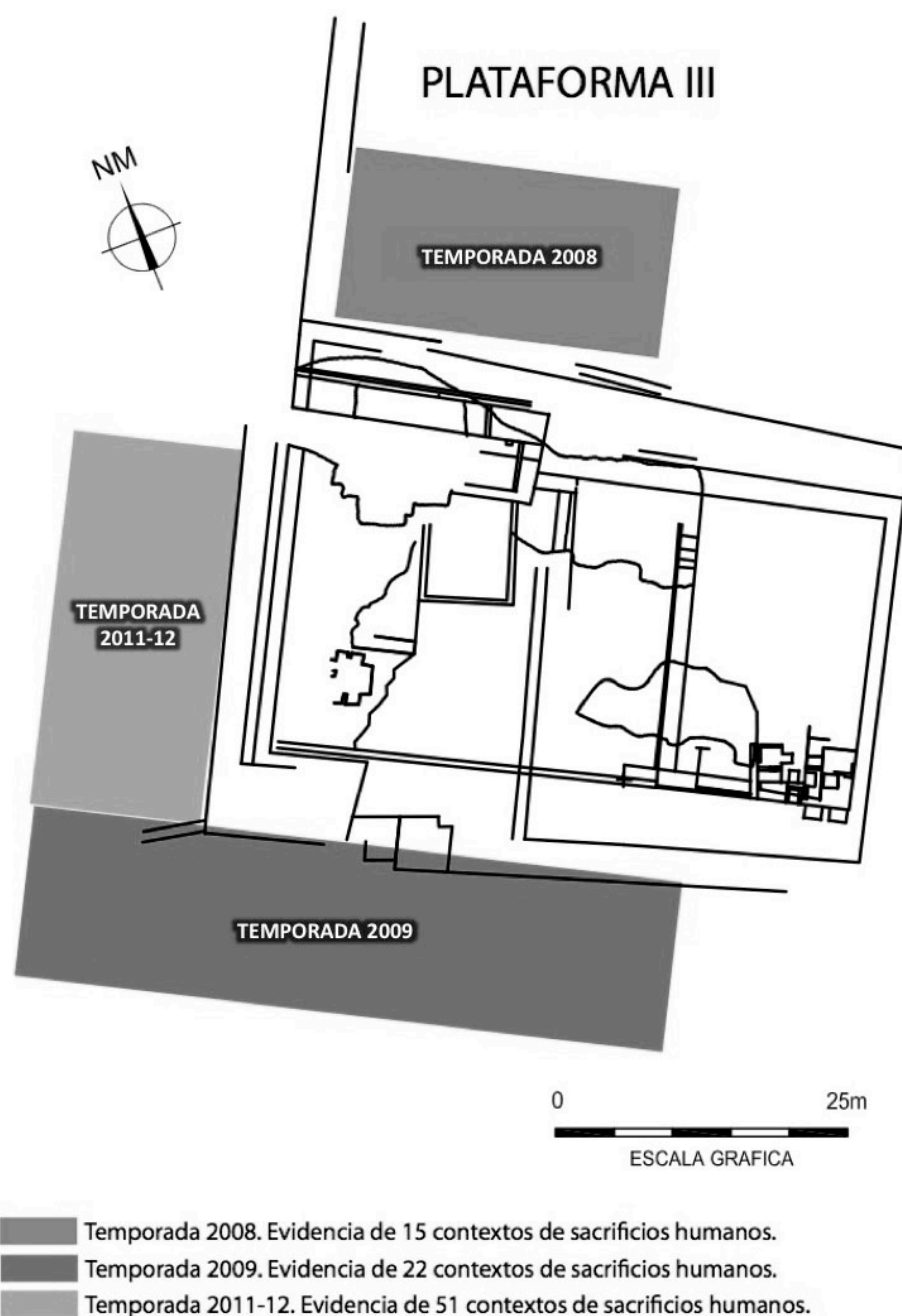 PLATAFORMA III
NM
TEMPORADA 2008
TEMPORADA
2011-12
TEMPORADA 2009
0 25m
ESCALA GRAFICA
Temporada 2008. Evidencia de 15 contextos de sacrificios humanos.
Temporada 2009. Evidencia de 22 contextos de sacrificios humanos.
Temporada 2011-12. Evidencia de 51 contextos de sacrificios humanos.